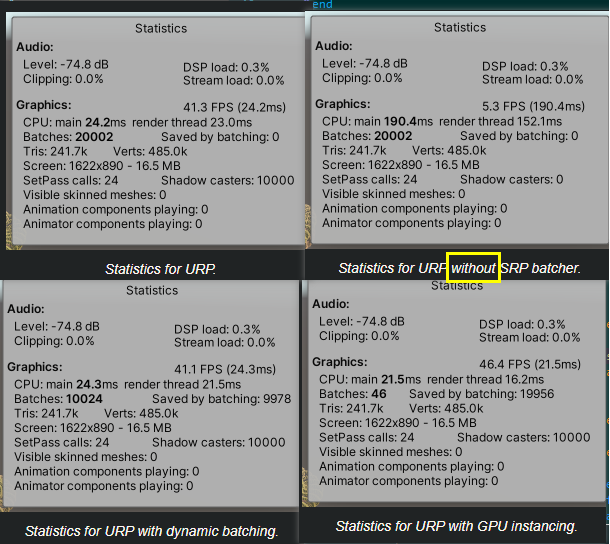 end
Statistics
Audio:
Level: -74.8 dB
DSP load: 0.3%
Clipping: 0.0%
Stream load: 0.0%
Graphics:
41.3 FPS (24.2ms)
CPU: main 24.2ms render thread 23.0ms
Batches: 20002
Saved by batching: 0
Tris: 241.7k
Verts: 485.0k
Screen: 1622x890 - 16.5 MB
SetPass calls: 24
Shadow casters: 10000
Visible skinned meshes: 0
Animation components playing: 0
Animator components playing: 0
Statistics for URP.
Statistics
Audio:
Level: -74.8 dB
DSP load: 0.3%
Clipping: 0.0%
Stream load: 0.0%
Graphics:
5.3 FPS (190.4ms)
CPU: main 190.4ms render thread 152.1ms
Batches: 20002
Saved by batching: 0
Tris: 241.7k
Verts: 485.0k
Screen: 1622x890 - 16.5 MB
SetPass calls: 24
Shadow casters: 10000
Visible skinned meshes: 0
Animation components playing: 0
Animator components playing: 0
Statistics for URP without SRP batcher.
Statistics
Audio:
Level: -74.8 dB
DSP load: 0.3%
Clipping: 0.0%
Stream load: 0.0%
Graphics:
41.1 FPS (24.3ms)
CPU: main 24.3ms render thread 21.5ms
Batches: 10024
Saved by batching: 9978
Tris: 241.7k
Verts: 485.0k
Screen: 1622x890 - 16.5 MB
SetPass calls: 24
Shadow casters: 10000
Visible skinned meshes: 0
Animation components playing: 0
Animator components playing: 0
Statistics for URP with dynamic batching.
Statistics
Audio:
Level: -74.8 dB
DSP load: 0.3%
Clipping: 0.0%
Stream load: 0.0%
Graphics:
46.4 FPS (21.5ms)
CPU: main 21.5ms render thread 16.2ms
Batches: 46
Saved by batching: 19956
Tris: 241.7k
Verts: 485.0k
Screen: 1622x890 - 16.5 MB
SetPass calls: 24
Shadow casters: 10000
Visible skinned meshes: 0
Animation components playing: 0
Animator components playing: 0
Statistics for URP with GPU instancing.